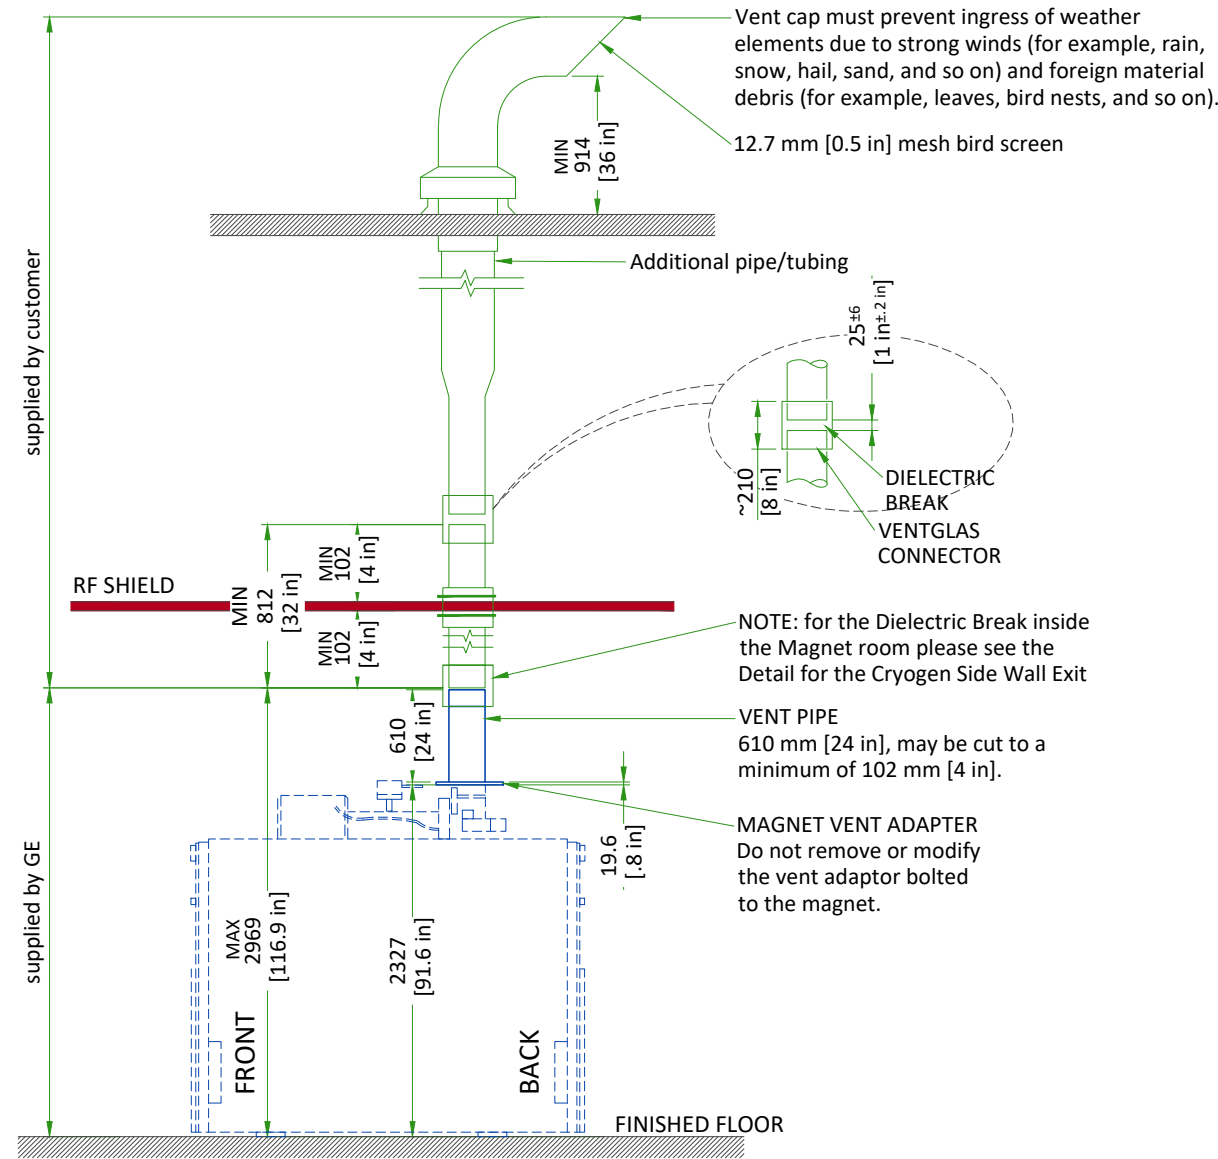 Vent cap must prevent ingress of weather
elements due to strong winds (for example, rain,
snow, hail, sand, and so on) and foreign material
debris (for example, leaves, bird nests, and so on).
12.7 mm [0.5 in] mesh bird screen
MIN
914
[36 in]
supplied by customer
Additional pipe/tubing
25±6
[1 in±.2 in]
~210
[8 in]
DIELECTRIC
BREAK
VENTGLAS
CONNECTOR
RF SHIELD
MIN
812
[32 in]
MIN
102
[4 in]
MIN
102
[4 in]
NOTE: for the Dielectric Break inside
the Magnet room please see the
Detail for the Cryogen Side Wall Exit
610
[24 in]
VENT PIPE
610 mm [24 in], may be cut to a
minimum of 102 mm [4 in].
19.6
[.8 in]
MAGNET VENT ADAPTER
Do not remove or modify
the vent adaptor bolted
to the magnet.
supplied by GE
MAX
2969
[116.9 in]
2327
[91.6 in]
FRONT
BACK
FINISHED FLOOR